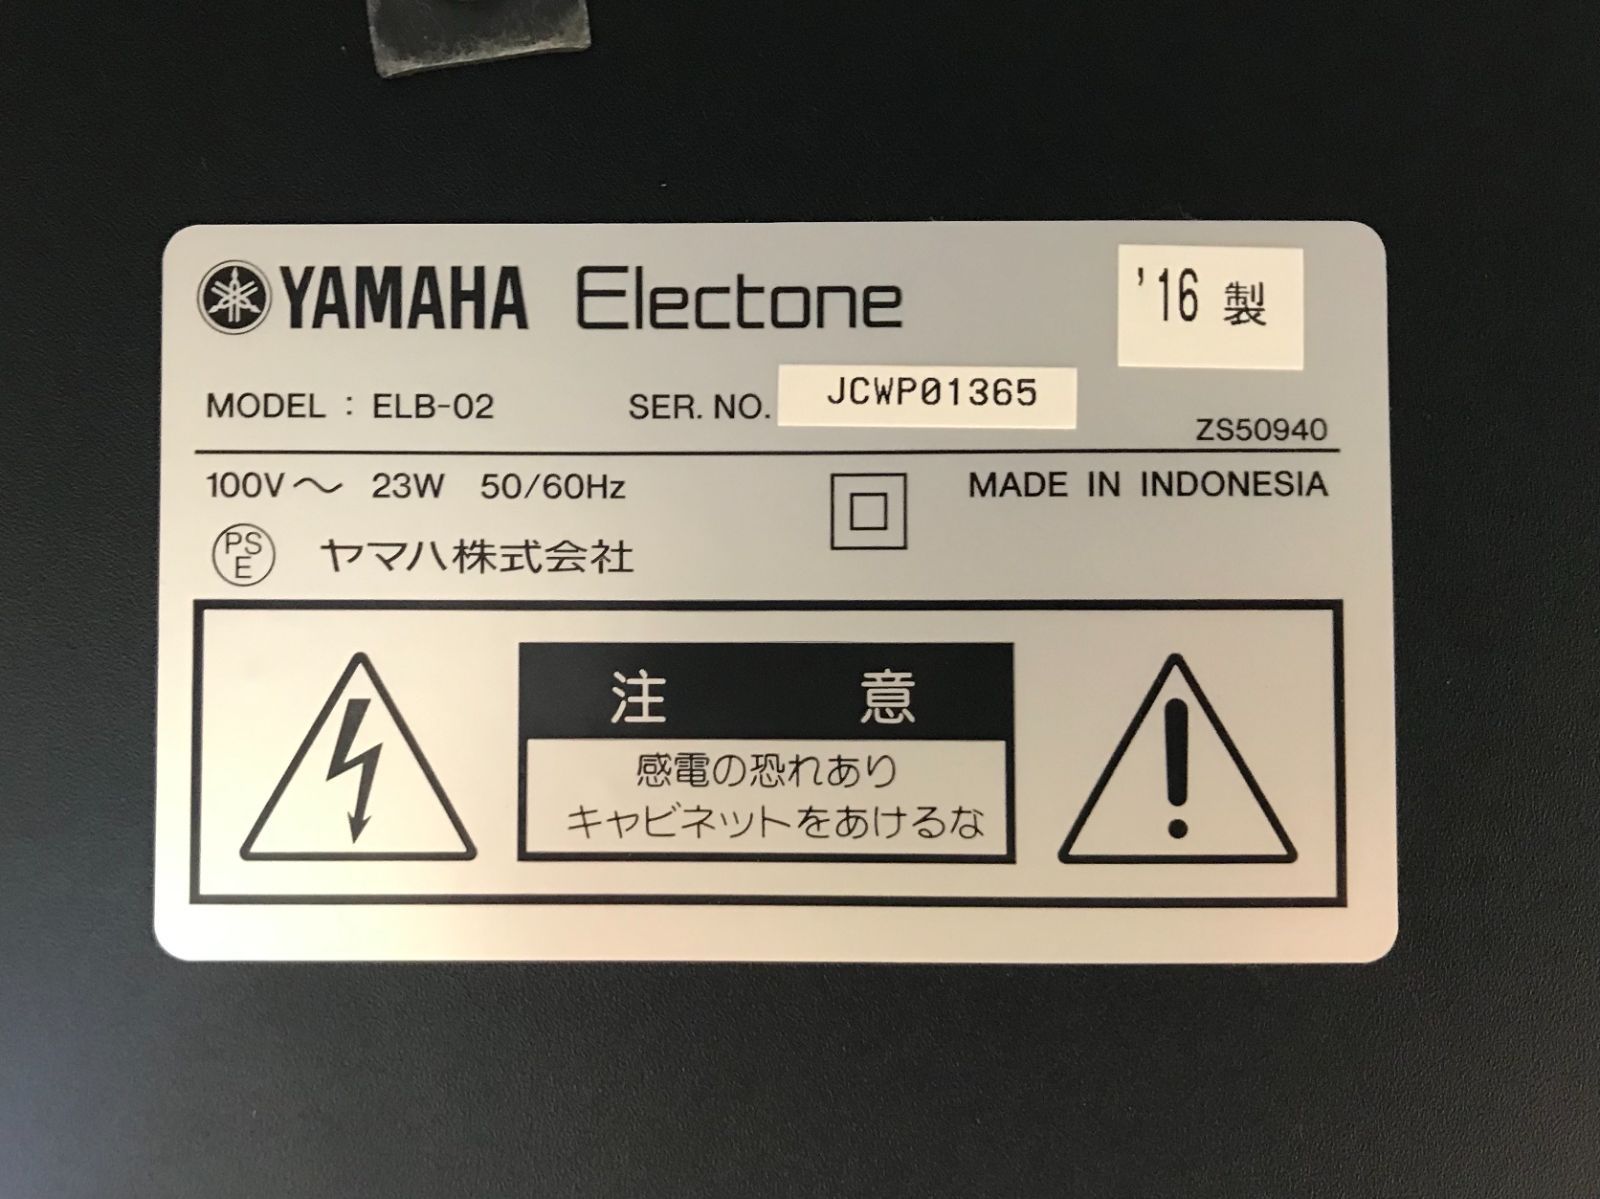 YAMAHA Electone
'16 製
MODEL : ELB-02 SER. NO. JCWP01365
ZS50940
100V～ 23W 50/60Hz
MADE IN INDONESIA
PSE ヤマハ株式会社
注意
感電の恐れあり
キャビネットをあけるな